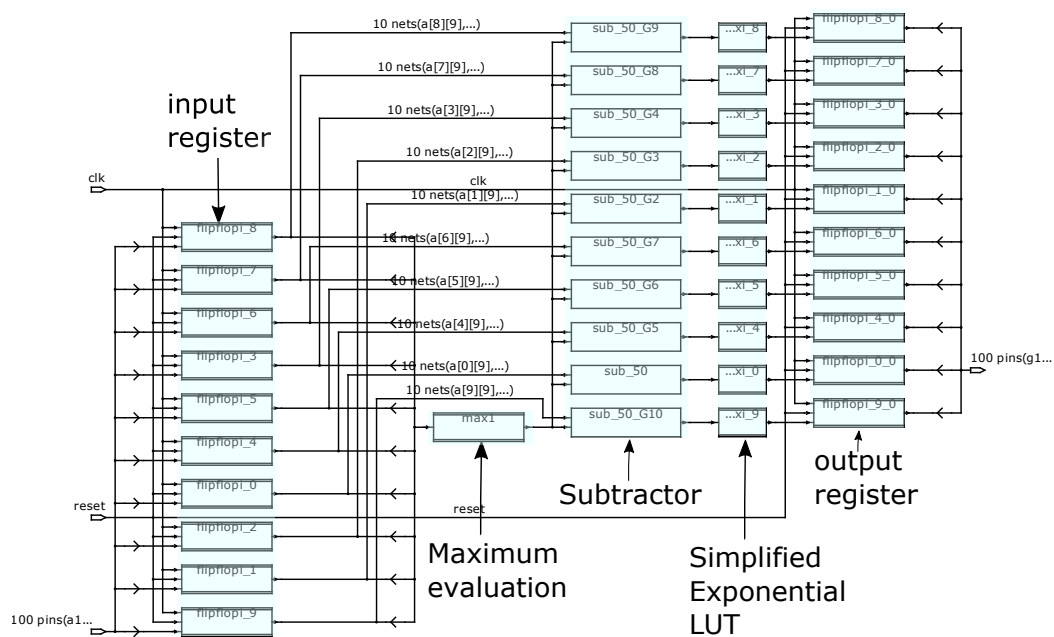 10 nets(a[8][9],...)
sub_50_G9
...xi_8
flipflopi_8_0
10 nets(a[7][9],...)
sub_50_G8
...xi_7
flipflopi_7_0
input
register
10 nets(a[3][9],...)
sub_50_G4
...xi_3
flipflopi_3_0
10 nets(a[2][9],...)
sub_50_G3
...xi_2
flipflopi_2_0
clk
clk
10 nets(a[1][9],...)
sub_50_G2
...xi_1
flipflopi_1_0
flipflopi_8
10 nets(a[6][9],...)
sub_50_G7
...xi_6
flipflopi_6_0
flipflopi_7
10 nets(a[5][9],...)
sub_50_G6
...xi_5
flipflopi_5_0
flipflopi_6
10 nets(a[4][9],...)
sub_50_G5
...xi_4
flipflopi_4_0
flipflopi_3
10 nets(a[0][9],...)
sub_50
...xi_0
flipflopi_0_0
100 pins(g1...
flipflopi_5
10 nets(a[9][9],...)
max1
sub_50_G10
...xi_9
flipflopi_9_0
flipflopi_4
output
register
flipflopi_0
Subtractor
reset
reset
flipflopi_2
Maximum
evaluation
Simplified
Exponential
LUT
flipflopi_1
flipflopi_9
100 pins(a1...